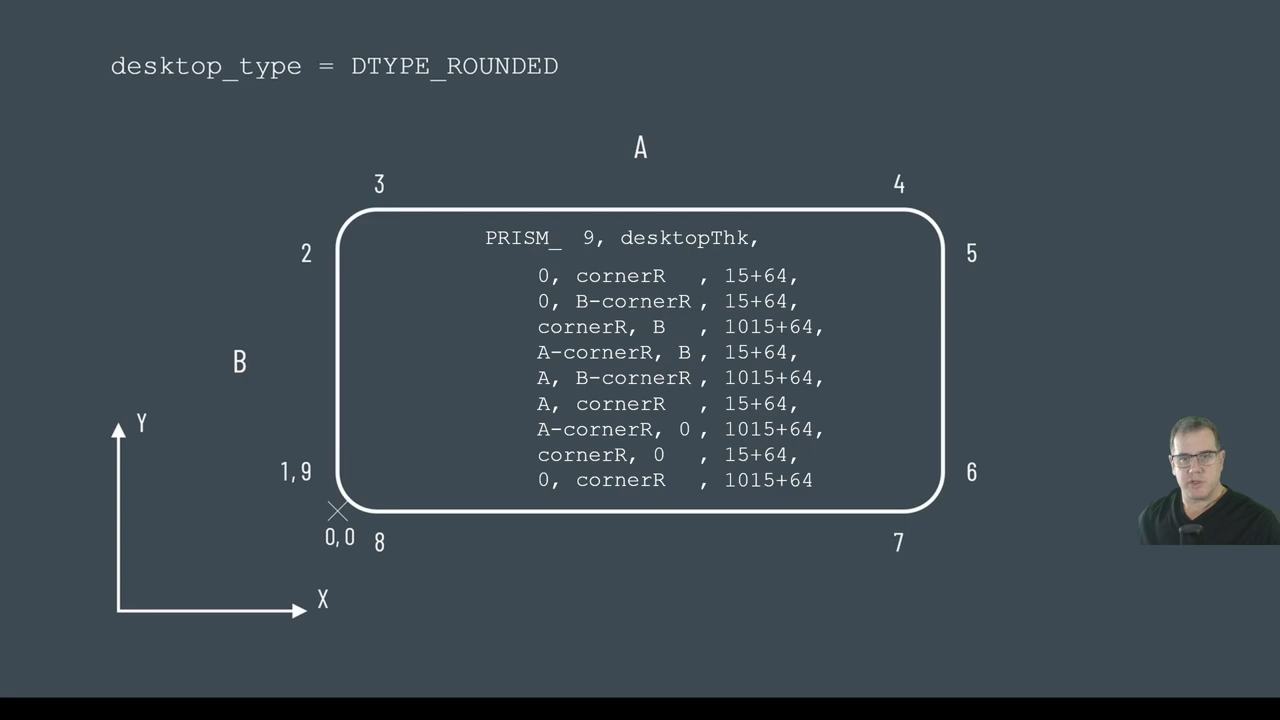 desktop_type = DTYPE_ROUNDED
A
3
4
2
5
PRISM_ 9, desktopThk,
0, cornerR , 15+64,
0, B-cornerR , 15+64,
cornerR, B , 1015+64,
A-cornerR, B , 15+64,
A, B-cornerR , 1015+64,
A, cornerR , 15+64,
A-cornerR, 0 , 1015+64,
cornerR, 0 , 15+64,
0, cornerR , 1015+64
B
Y
1,9
6
0,0
8
7
X